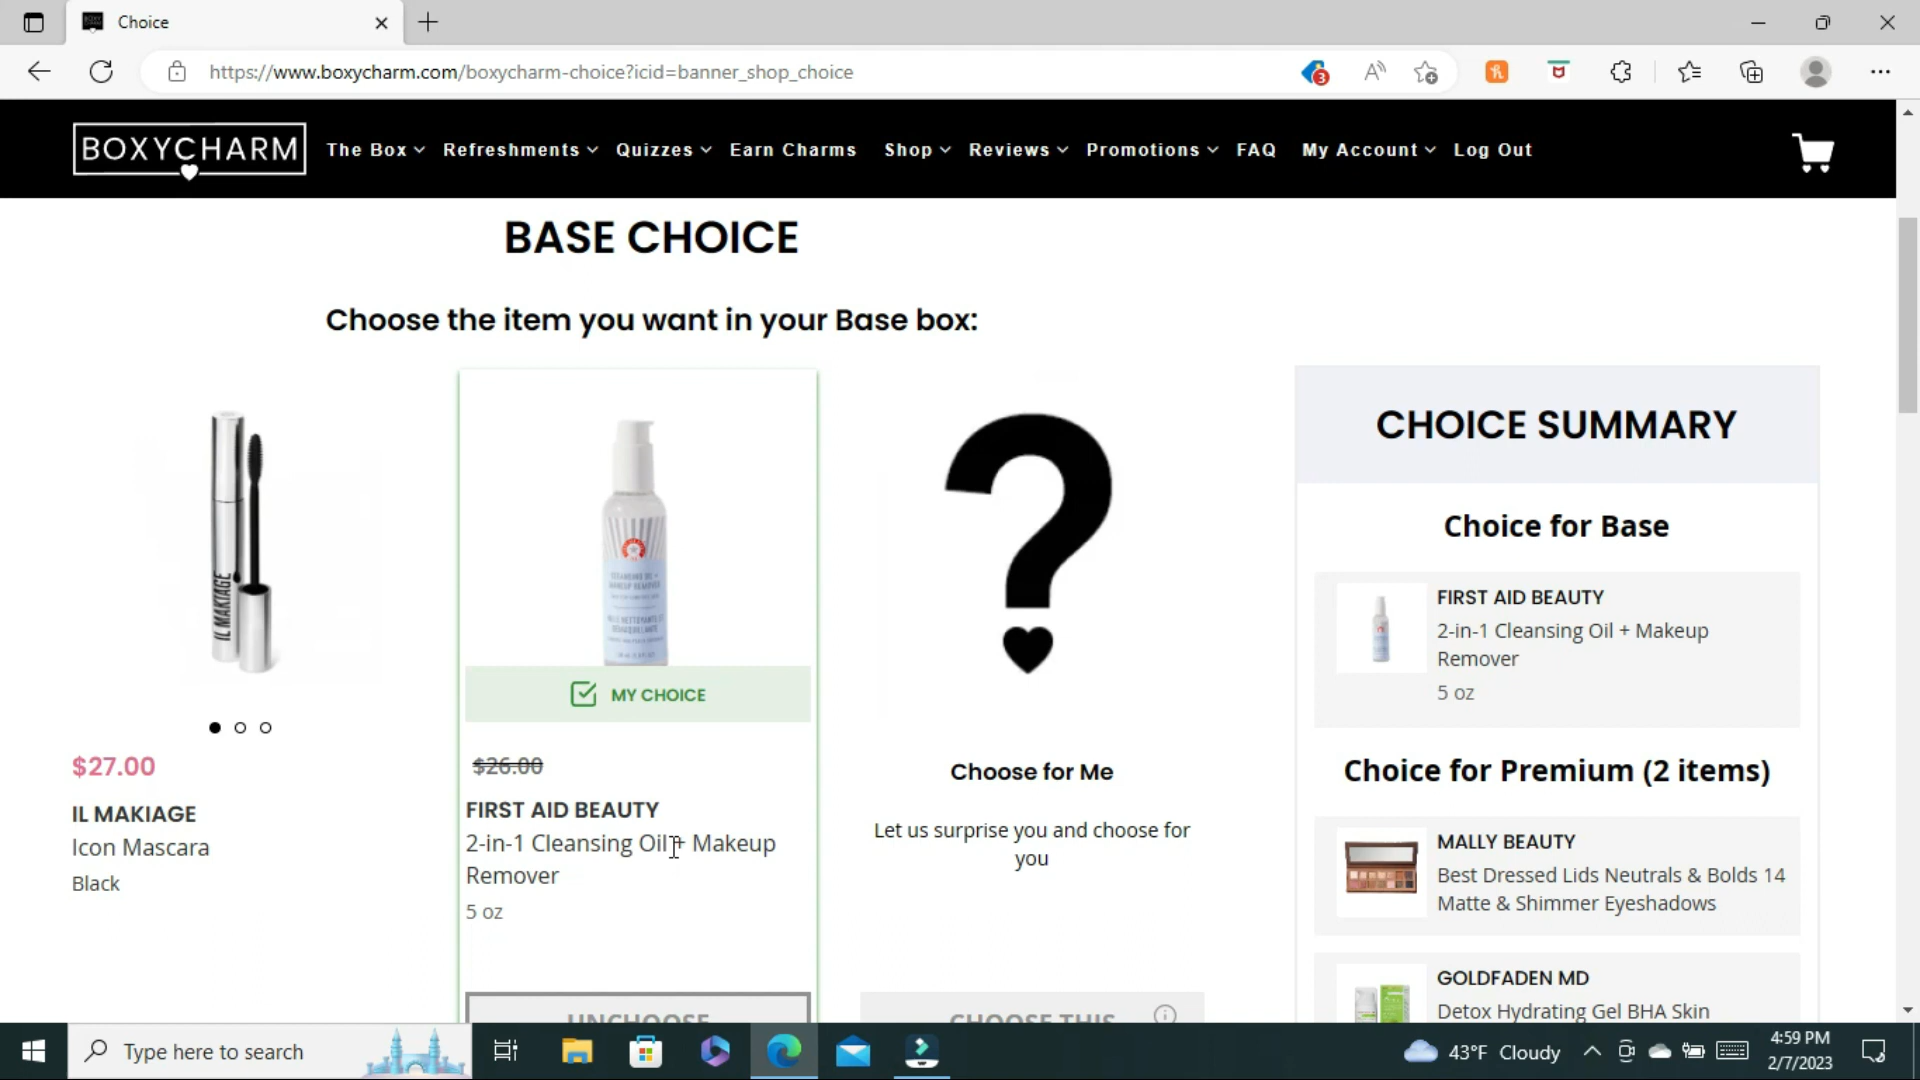 Choice
https://www.boxycharm.com/boxycharm-choice?icid=banner_shop_choice
3
BOXYCHARM The Box Refreshments Quizzes Earn Charms Shop Reviews Promotions FAQ My Account Log Out
BASE CHOICE
Choose the item you want in your Base box:
IL MAKIAGE
$27.00
IL MAKIAGE
Icon Mascara
Black
MY CHOICE
$26.00
FIRST AID BEAUTY
2-in-1 Cleansing Oil + Makeup
Remover
5 oz
UNCHOOSE
Choose for Me
Let us surprise you and choose for
you
CHOOSE THIS
CHOICE SUMMARY
Choice for Base
FIRST AID BEAUTY
2-in-1 Cleansing Oil + Makeup
Remover
5 oz
Choice for Premium (2 items)
MALLY BEAUTY
Best Dressed Lids Neutrals & Bolds 14
Matte & Shimmer Eyeshadows
GOLDFADEN MD
Detox Hydrating Gel BHA Skin
Type here to search
43°F Cloudy
4:59 PM
2/7/2023